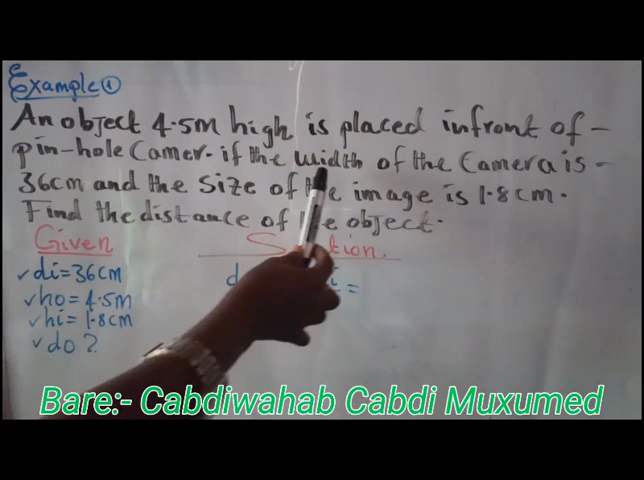 Example 1
An object 4.5m high is placed infront of -
pin-hole Camer. if the width of the Camera is -
36cm and the size of the image is 1.8cm.
Find the distance of object.
Given
✓di=36cm
✓ho=4.5m
✓hi=1.8cm
✓do?
=
Bare:- Cabdiwahab Cabdi Muxumed